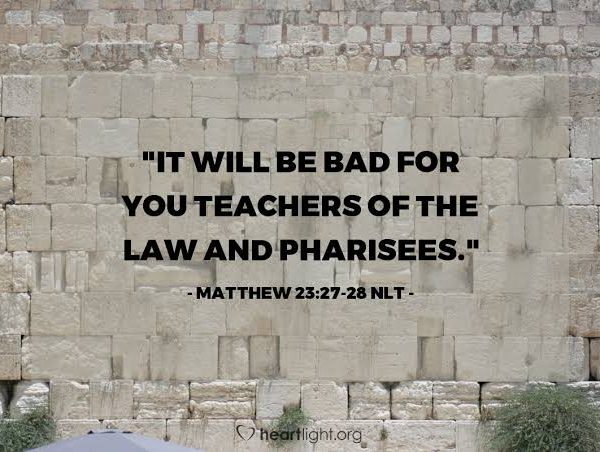 "IT WILL BE BAD FOR
YOU TEACHERS OF THE
LAW AND PHARISEES."
- MATTHEW 23:27-28 NLT -
heartlight.org